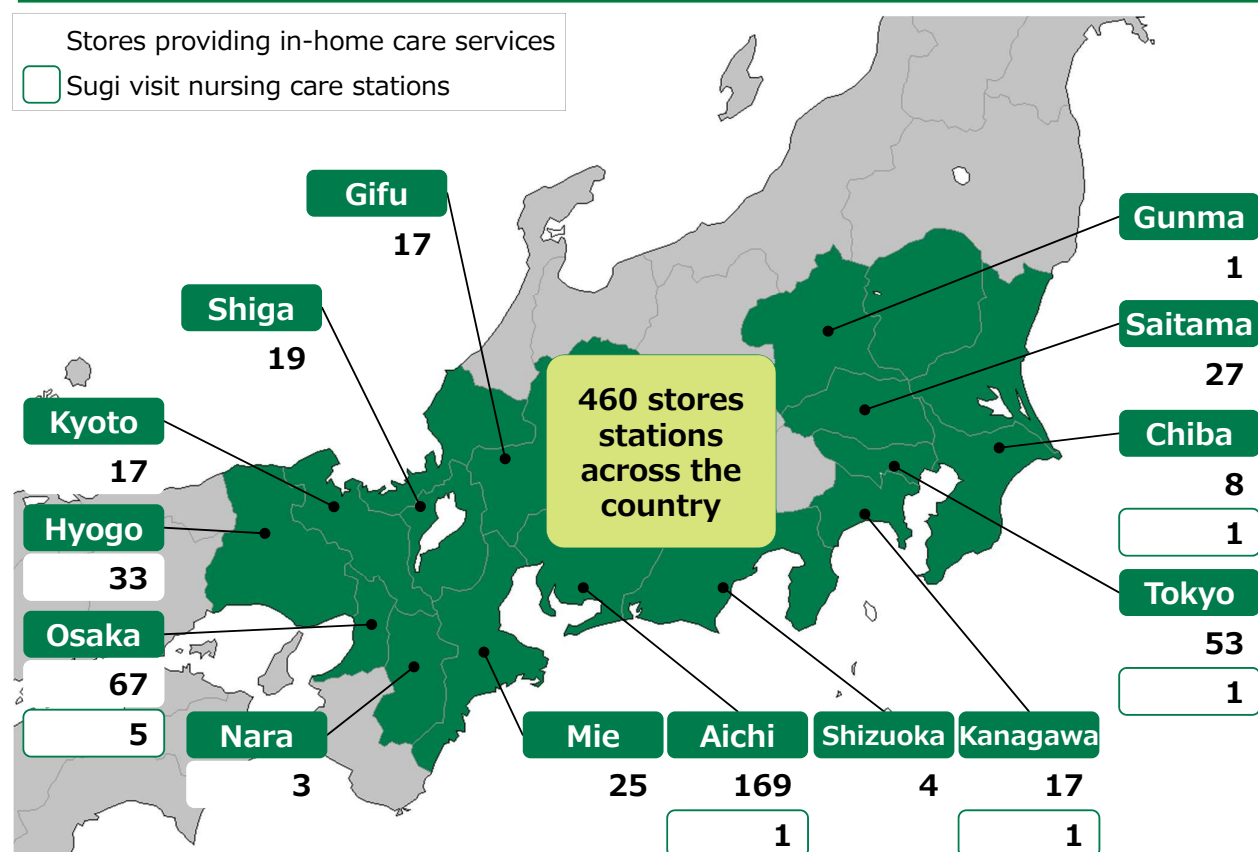 Stores providing in-home care services
Sugi visit nursing care stations
Gifu
17
Shiga
19
Kyoto
17
Hyogo
33
Osaka
67
5
Nara
3
Mie
25
Aichi
169
1
Shizuoka
4
Kanagawa
17
1
460 stores
stations
across the
country
Gunma
1
Saitama
27
Chiba
8
1
Tokyo
53
1